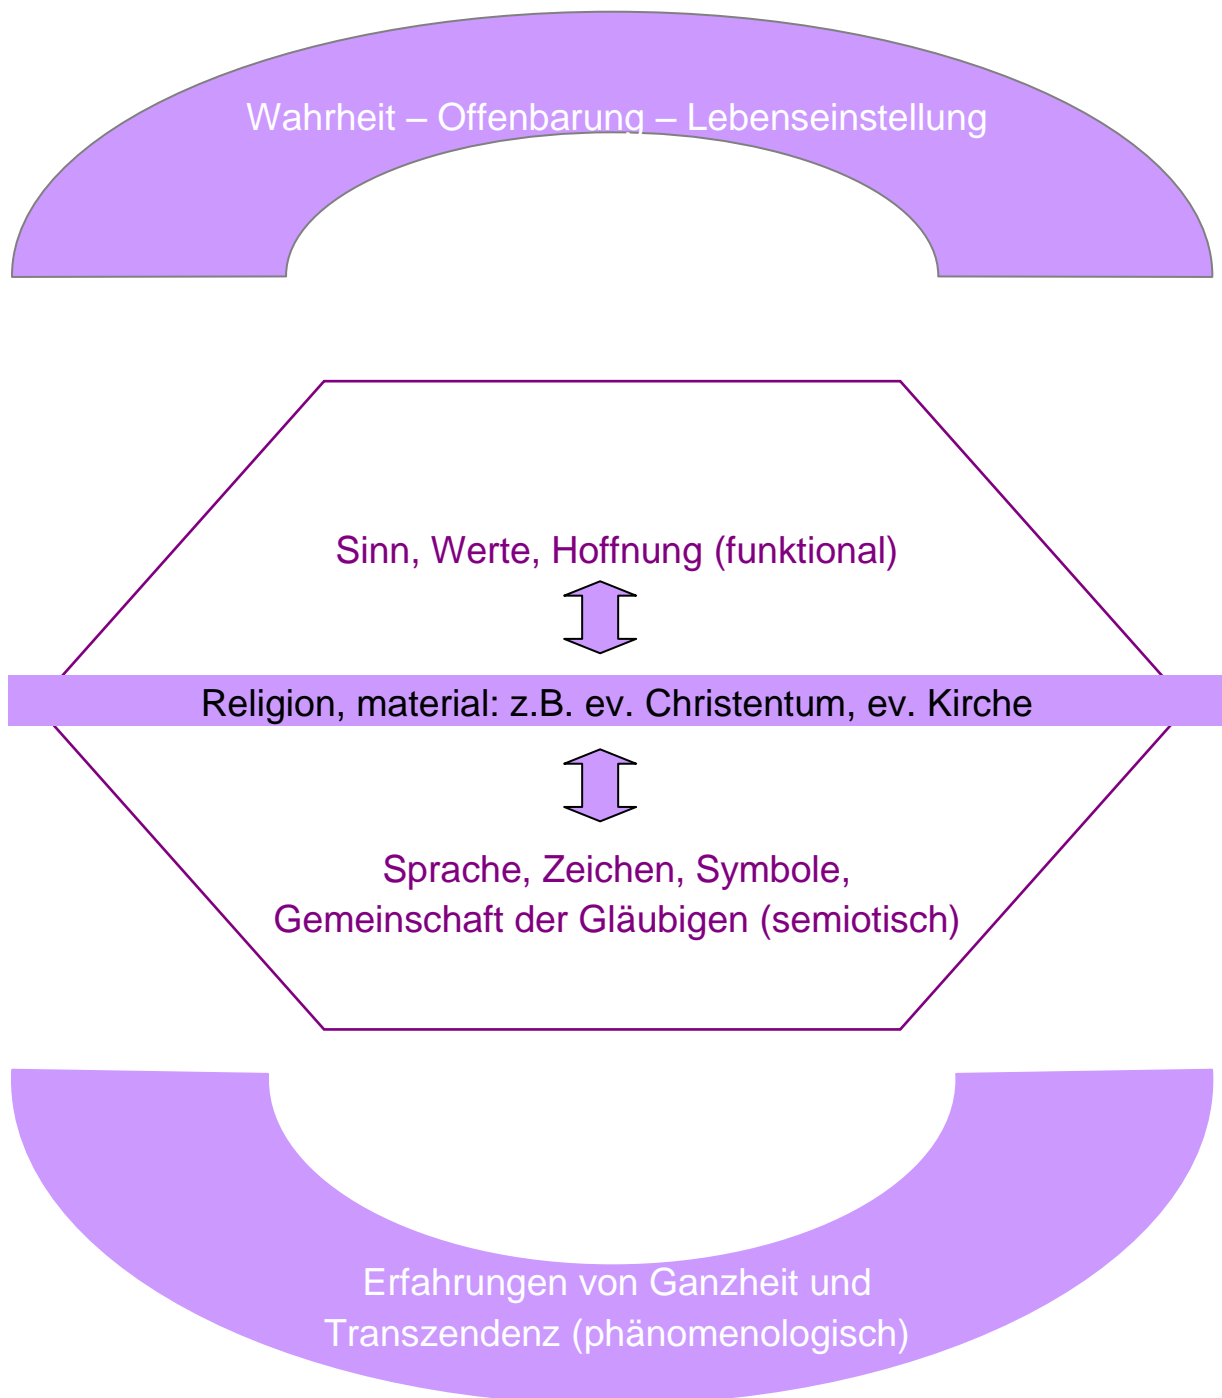 Wahrheit – Offenbarung – Lebenseinstellung
Sinn, Werte, Hoffnung (funktional)
Religion, material: z.B. ev. Christentum, ev. Kirche
Sprache, Zeichen, Symbole,
Gemeinschaft der Gläubigen (semiotisch)
Erfahrungen von Ganzheit und
Transzendenz (phänomenologisch)